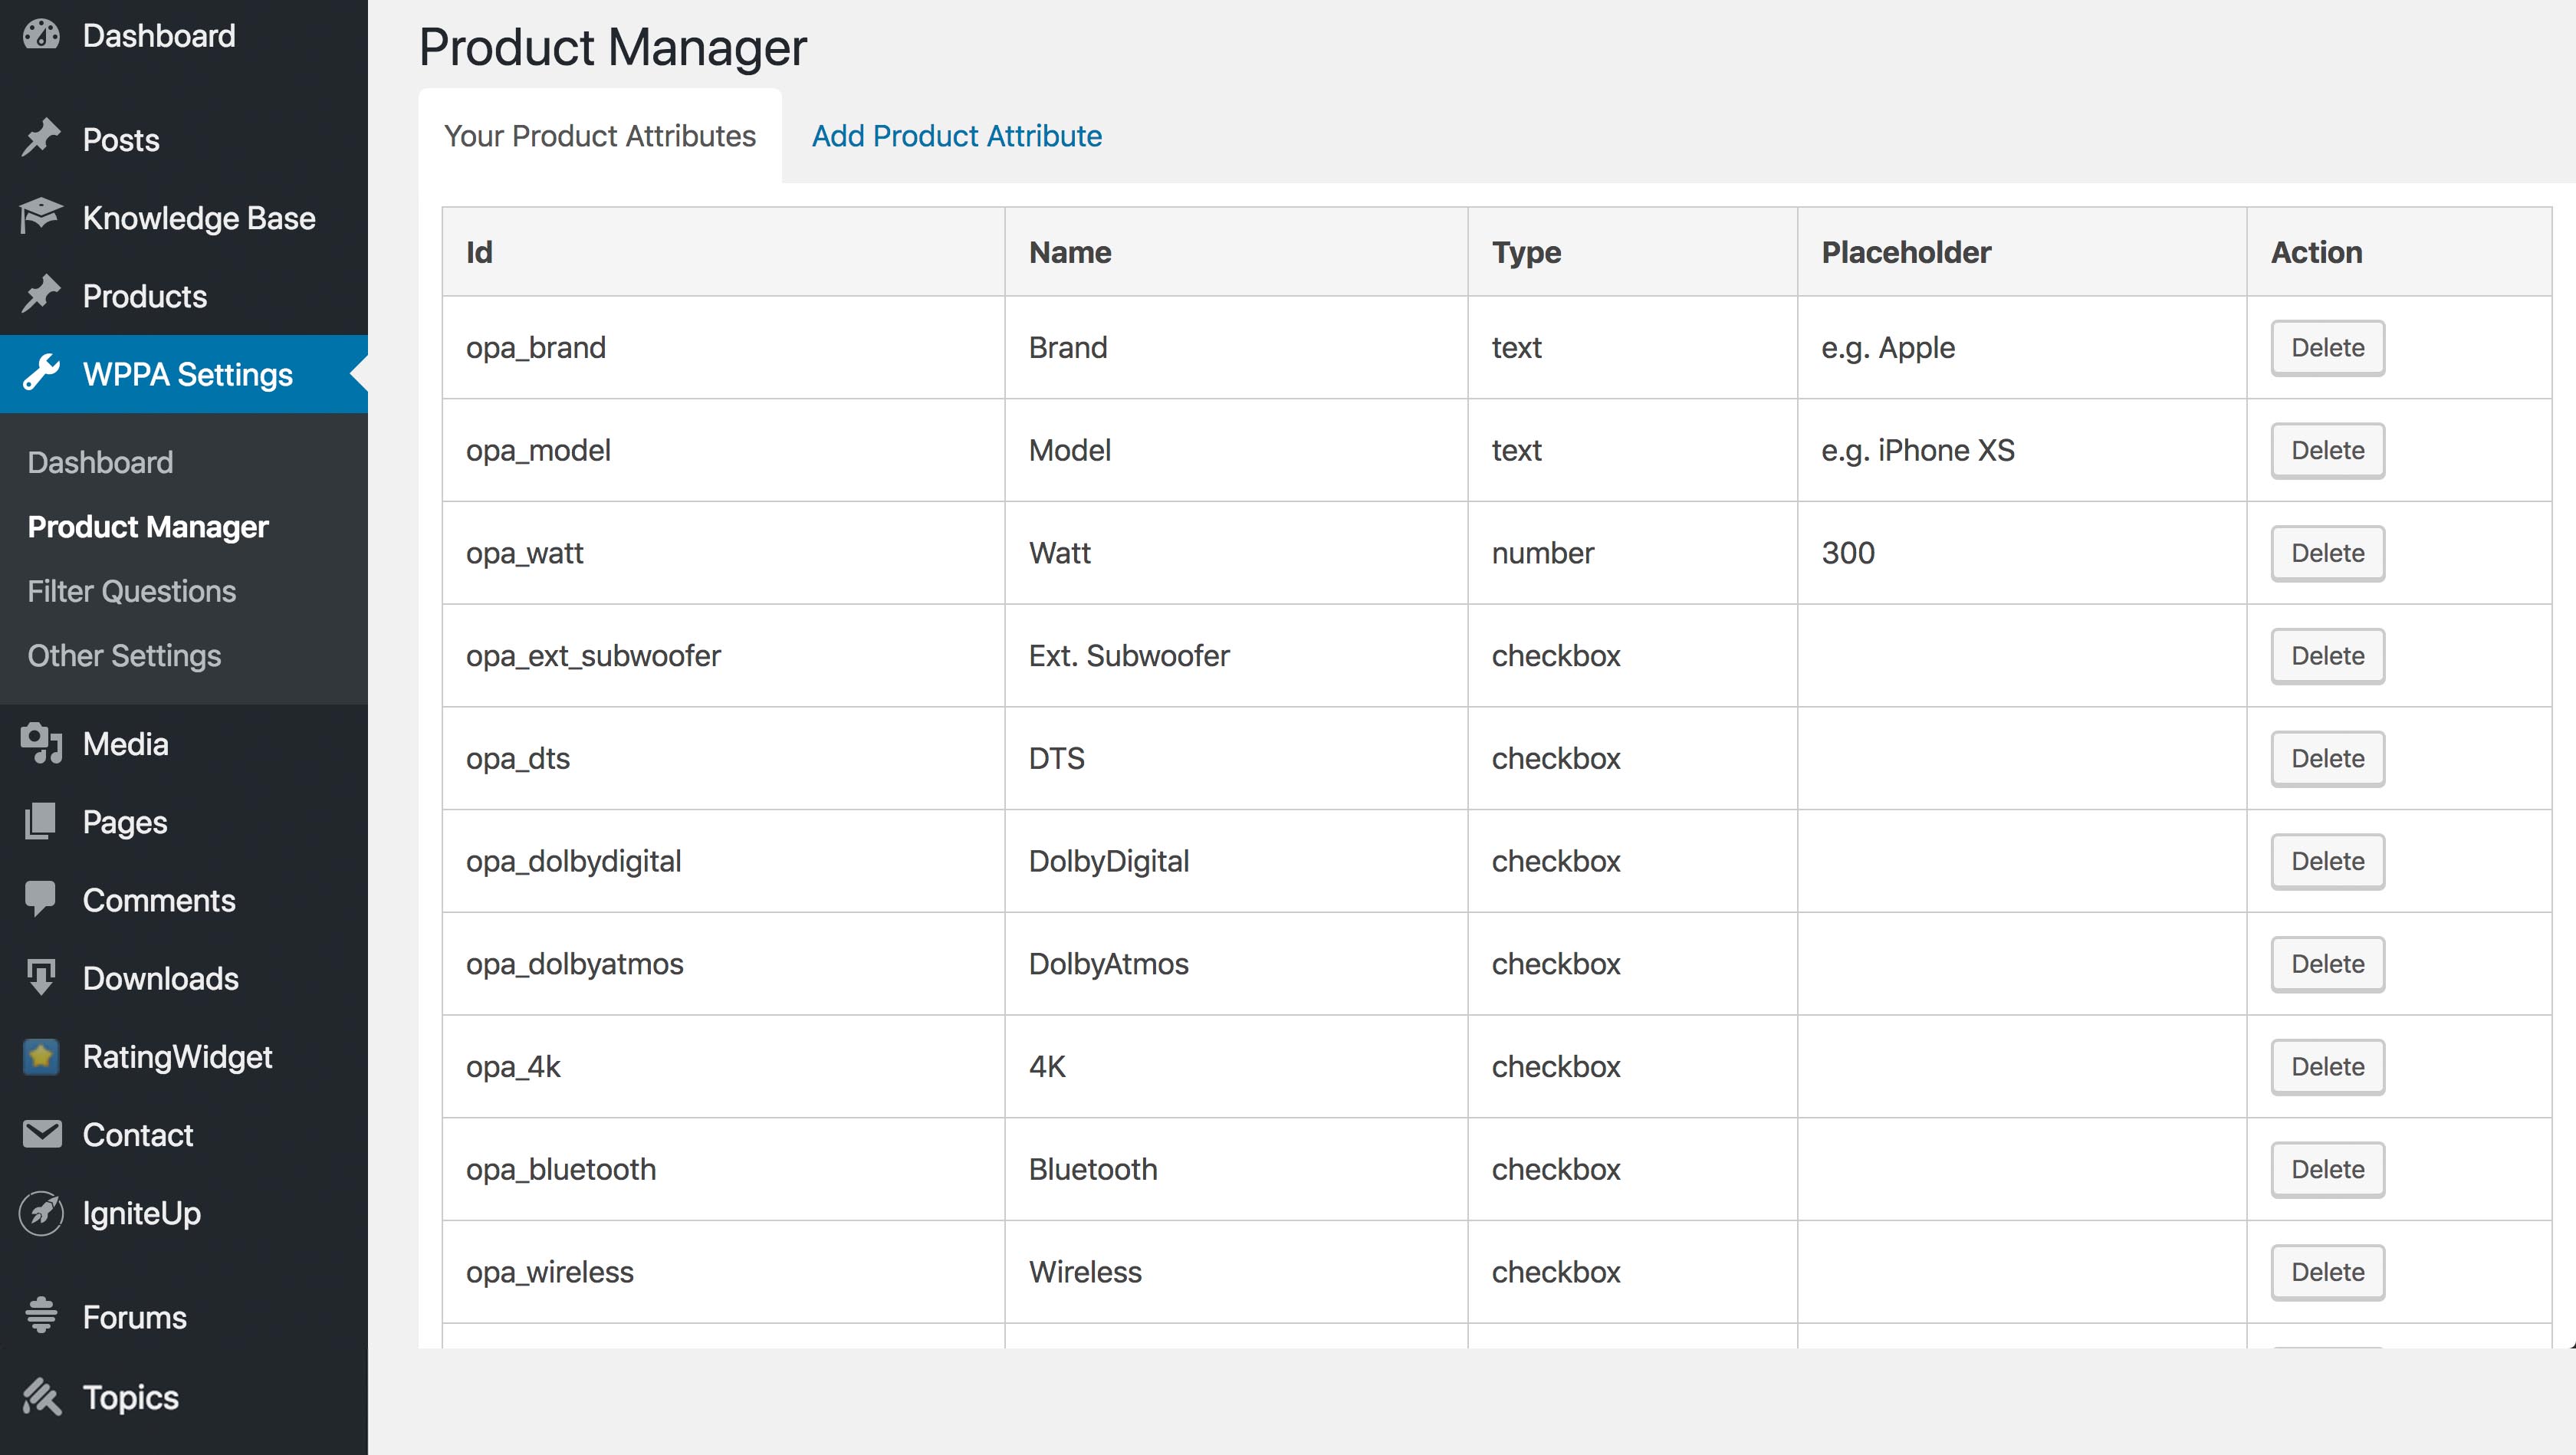 Dashboard
Posts
Knowledge Base
Products
WPPA Settings
Dashboard
Product Manager
Filter Questions
Other Settings
Media
Pages
Comments
Downloads
RatingWidget
Contact
IgniteUp
Forums
Topics
Product Manager
Your Product Attributes Add Product Attribute
Id Name Type Placeholder Action
opa_brand Brand text e.g. Apple Delete
opa_model Model text e.g. iPhone XS Delete
opa_watt Watt number 300 Delete
opa_ext_subwoofer Ext. Subwoofer checkbox Delete
opa_dts DTS checkbox Delete
opa_dolbydigital DolbyDigital checkbox Delete
opa_dolbyatmos DolbyAtmos checkbox Delete
opa_4k 4K checkbox Delete
opa_bluetooth Bluetooth checkbox Delete
opa_wireless Wireless checkbox Delete